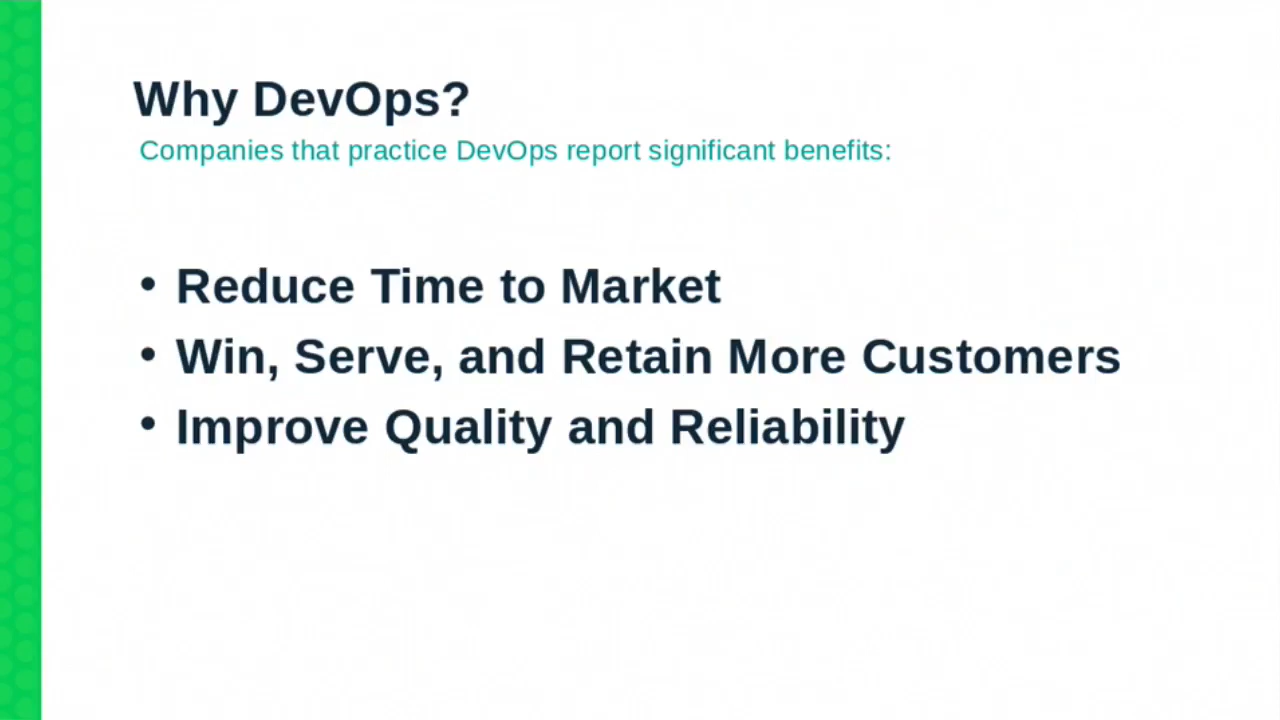 Why DevOps?
Companies that practice DevOps report significant benefits:
• Reduce Time to Market
• Win, Serve, and Retain More Customers
• Improve Quality and Reliability